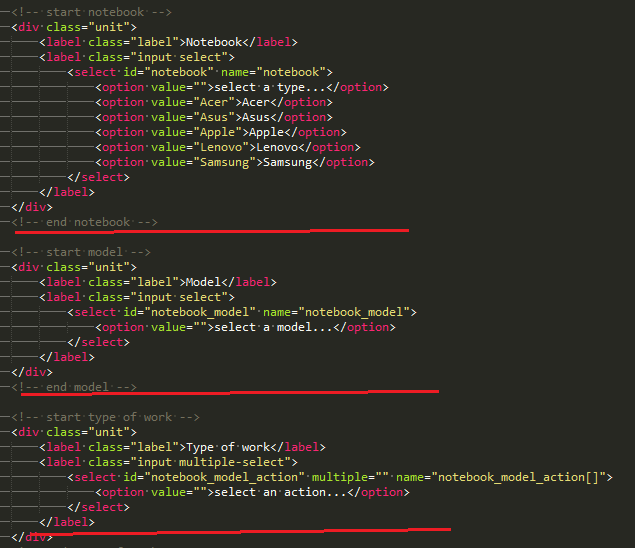 <!-- start notebook -->
<div class="unit">
<label class="label">Notebook</label>
<label class="input select">
<select id="notebook" name="notebook">
<option value="">select a type...</option>
<option value="Acer">Acer</option>
<option value="Asus">Asus</option>
<option value="Apple">Apple</option>
<option value="Lenovo">Lenovo</option>
<option value="Samsung">Samsung</option>
</select>
</label>
</div>
<!-- end notebook -->
<!-- start model -->
<div class="unit">
<label class="label">Model</label>
<label class="input select">
<select id="notebook_model" name="notebook_model">
<option value="">select a model...</option>
</select>
</label>
</div>
<!-- end model -->
<!-- start type of work -->
<div class="unit">
<label class="label">Type of work</label>
<label class="input multiple-select">
<select id="notebook_model_action" multiple="" name="notebook_model_action[]">
<option value="">select an action...</option>
</select>
</label>
</div>